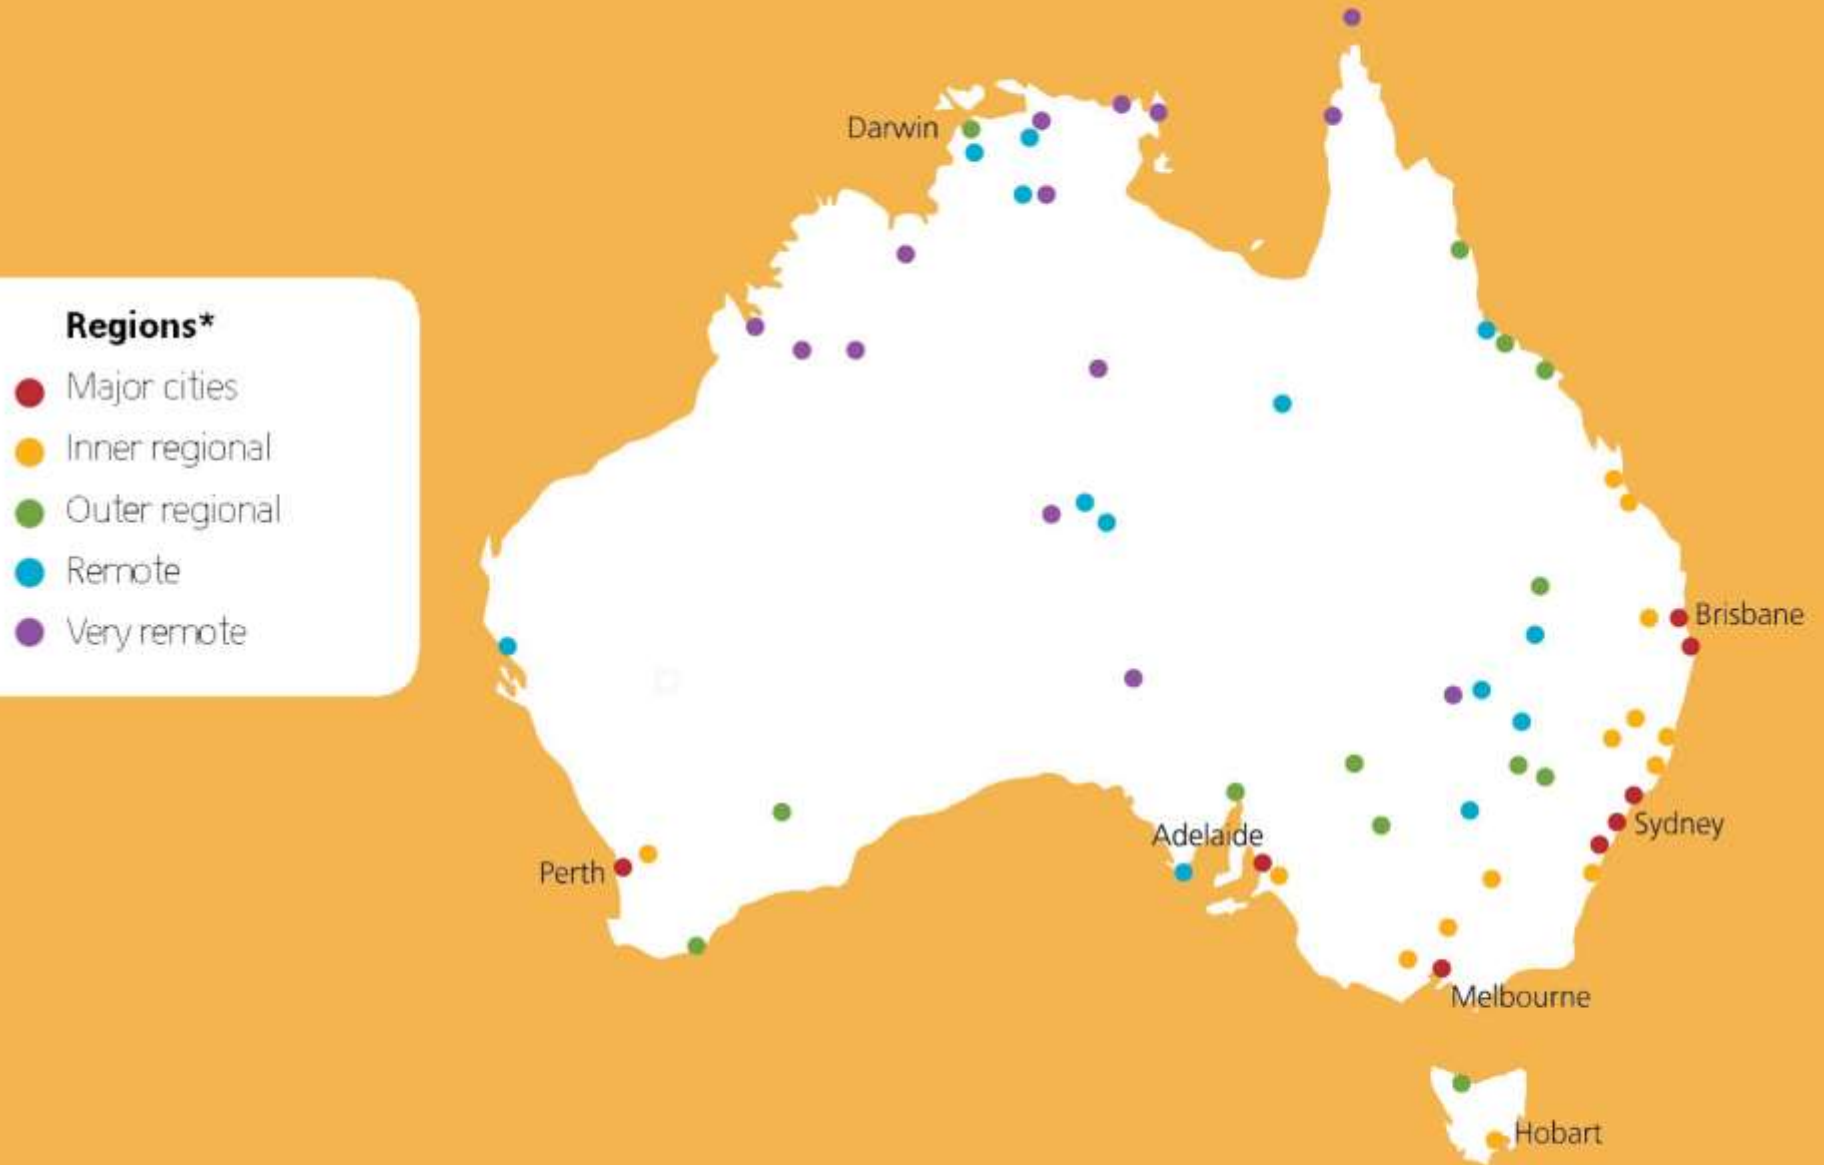 Regions*
Major cities
Inner regional
Outer regional
Remote
Very remote
Darwin
Brisbane
Sydney
Adelaide
Perth
Melbourne
Hobart